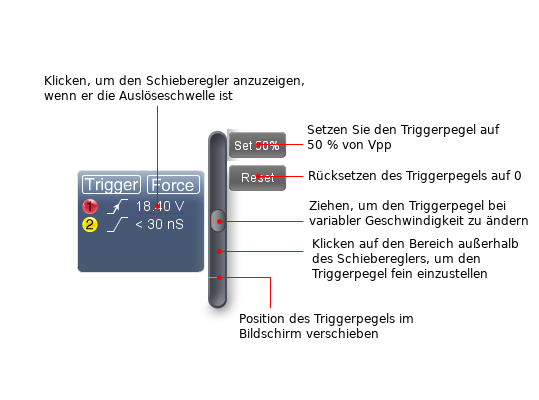 Klicken, um den Schieberegler anzuzeigen,
wenn er die Auslöseschwelle ist
Setzen Sie den Triggerpegel auf
50 % von Vpp
Set 50%
Rücksetzen des Triggerpegels auf 0
Reset
Trigger Force
1 18.40 V
2 < 30 nS
Ziehen, um den Triggerpegel bei
variabler Geschwindigkeit zu ändern
Klicken auf den Bereich außerhalb
des Schiebereglers, um den
Triggerpegel fein einzustellen
Position des Triggerpegels im
Bildschirm verschieben